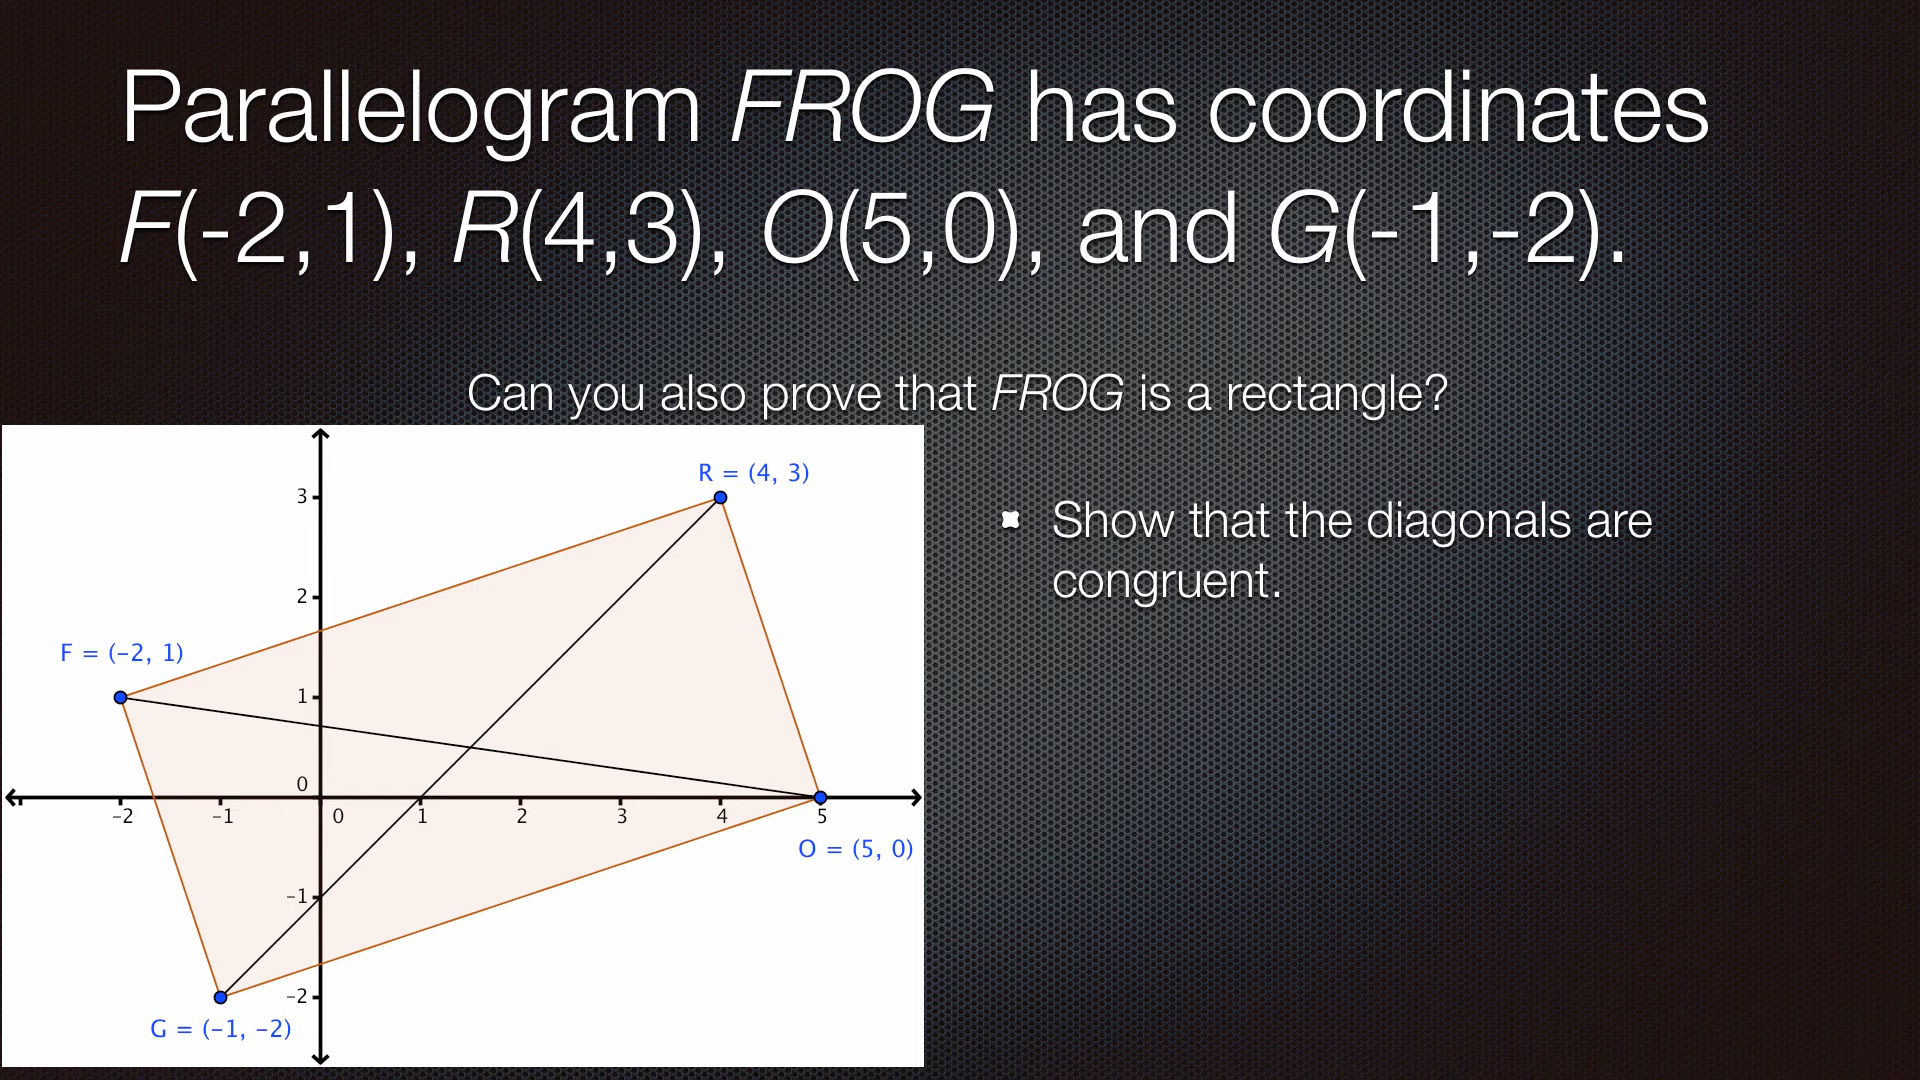 Parallelogram FROG has coordinates
F(-2,1), R(4,3), O(5,0), and G(-1,-2).
Can you also prove that FROG is a rectangle?
Show that the diagonals are
congruent.
R = (4, 3)
3
2
F = (−2, 1)
1
0
−2 −1 0 1 2 3 4 5
O = (5, 0)
−1
−2
G = (−1, −2)